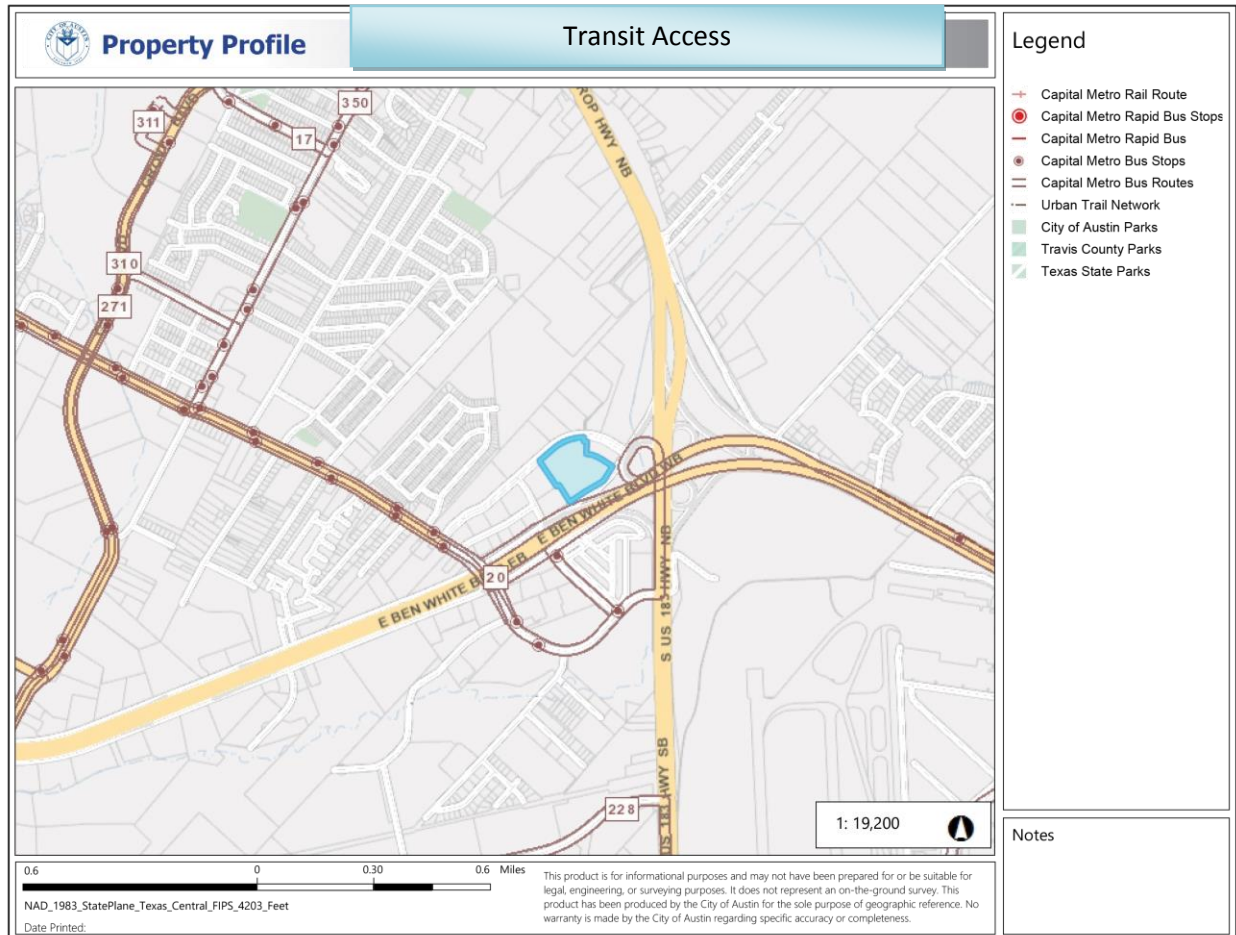 CITY OF AUSTIN
Property Profile
Transit Access
Legend
Capital Metro Rail Route
Capital Metro Rapid Bus Stops
Capital Metro Rapid Bus
Capital Metro Bus Stops
Capital Metro Bus Routes
Urban Trail Network
City of Austin Parks
Travis County Parks
Texas State Parks
350
311
17
ROP HWY NB
310
271
E BEN WHITE BLVD WB
20
E BEN WHITE B
EB
S US 183 HWY NB
228
US 183 HWY SB
1: 19,200
Notes
0.6
0
0.30
0.6 Miles
NAD_1983_StatePlane_Texas_Central_FIPS_4203_Feet
Date Printed:
This product is for informational purposes and may not have been prepared for or be suitable for
legal, engineering, or surveying purposes. It does not represent an on-the-ground survey. This
product has been produced by the City of Austin for the sole purpose of geographic reference. No
warranty is made by the City of Austin regarding specific accuracy or completeness.